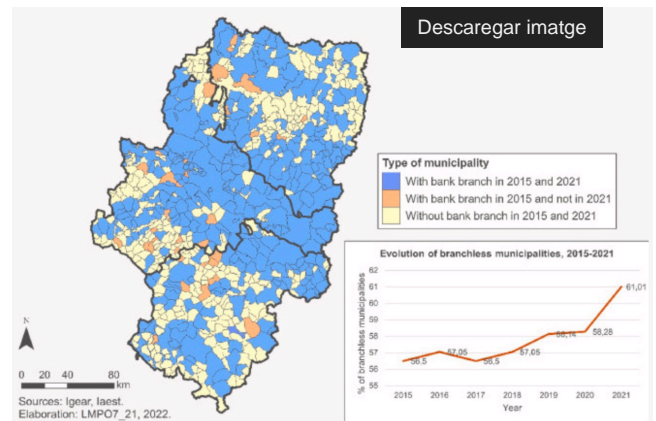 Descaregar imatge
Type of municipality
With bank branch in 2015 and 2021
With bank branch in 2015 and not in 2021
Without bank branch in 2015 and 2021
Evolution of branchless municipalities, 2015-2021
% of branchless municipalities
62
61
60
59
58
57
56
55
56,5
57,05
56,5
57,05
58,14
58,28
61,01
2015 2016 2017 2018 2019 2020 2021
Year
N
0 20 40 80
km
Sources: Igear, Iaest.
Elaboration: LMPO7_21, 2022.